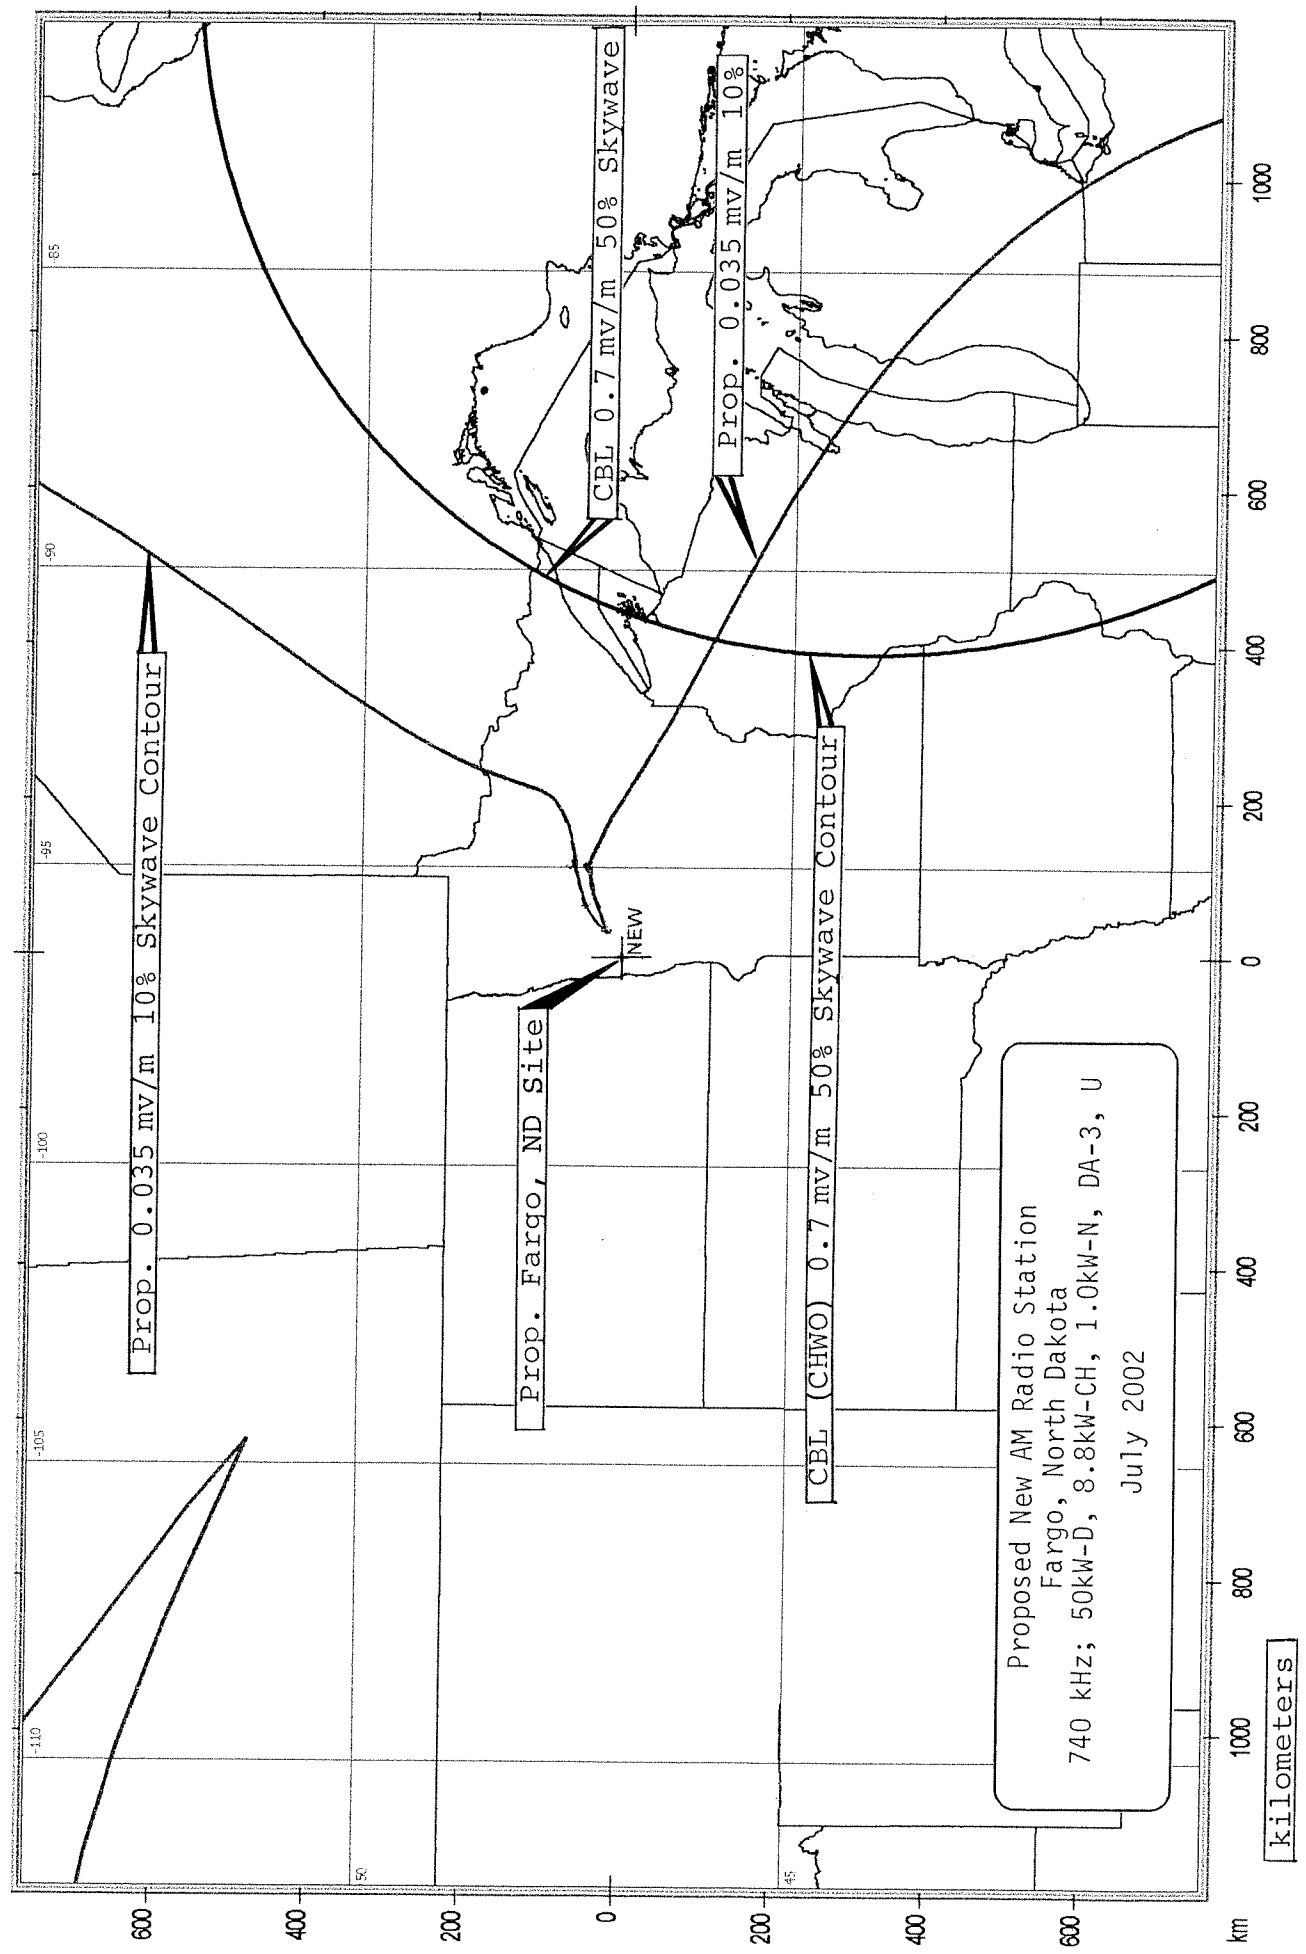 -110
-105
-100
-95
-90
-85
50
45
Prop. 0.035 mv/m 10% Skywave Contour
CBL 0.7 mv/m 50% Skywave
Prop. 0.035 mv/m 10%
Prop. Fargo, ND Site
NEW
CBL (CHWO) 0.7 mv/m 50% Skywave Contour
Proposed New AM Radio Station
Fargo, North Dakota
740 kHz; 50kW-D, 8.8kW-CH, 1.0kW-N, DA-3, U
July 2002
600
400
200
0
200
400
600
km
1000
800
600
400
200
0
200
400
600
800
1000
kilometers